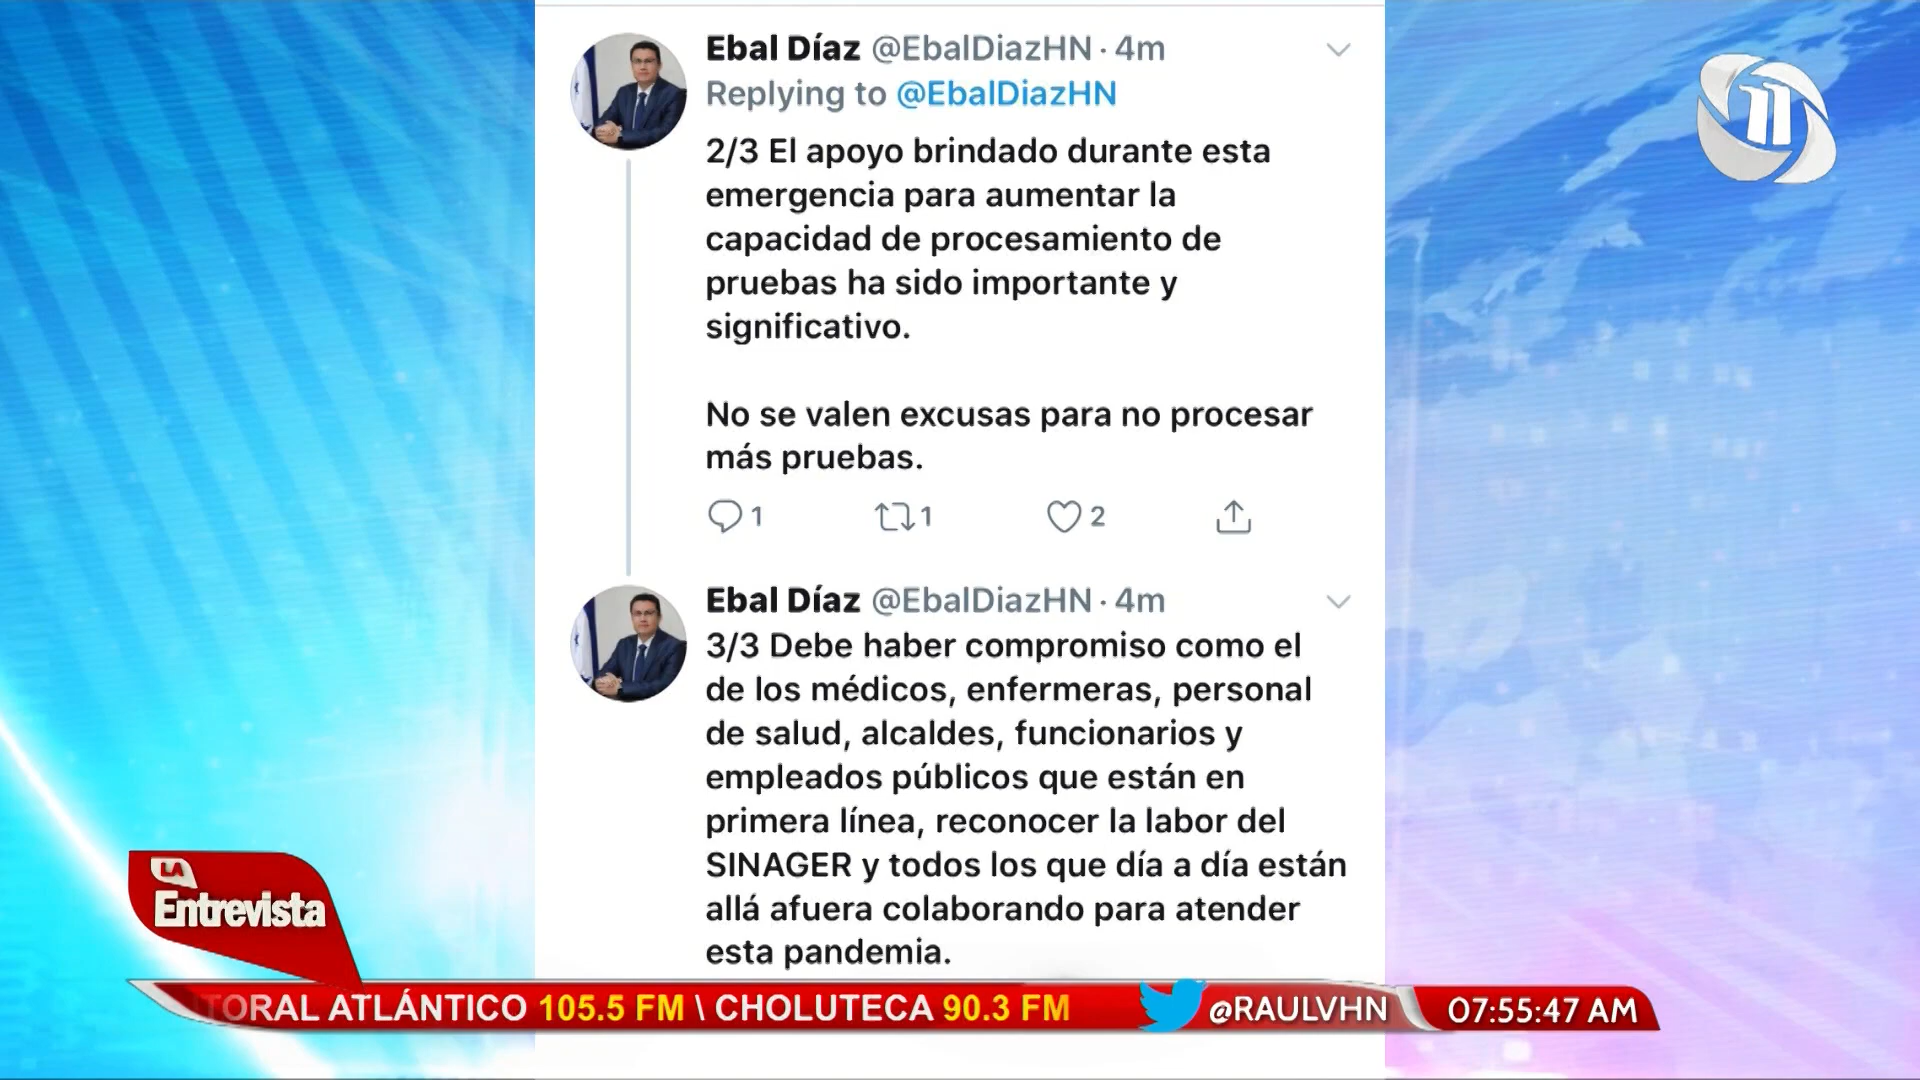 Ebal Díaz @EbalDiazHN · 4m
Replying to @EbalDiazHN
2/3 El apoyo brindado durante esta
emergencia para aumentar la
capacidad de procesamiento de
pruebas ha sido importante y
significativo.
No se valen excusas para no procesar
más pruebas.
1 1 2
Ebal Díaz @EbalDiazHN · 4m
3/3 Debe haber compromiso como el
de los médicos, enfermeras, personal
de salud, alcaldes, funcionarios y
empleados públicos que están en
primera línea, reconocer la labor del
SINAGER y todos los que día a día están
allá afuera colaborando para atender
esta pandemia.
11
LA
Entrevista
TORAL ATLÁNTICO 105.5 FM \ CHOLUTECA 90.3 FM
@RAULVHN
07:55:47 AM